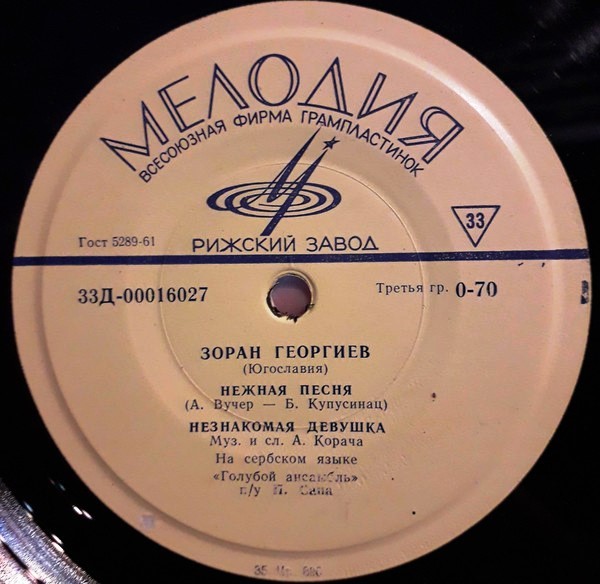 МЕЛОДИЯ
ВСЕСОЮЗНАЯ ФИРМА ГРАМПЛАСТИНОК
33
Гост 5289-61
РИЖСКИЙ ЗАВОД
33Д-00016027
Третья гр. 0-70
ЗОРАН ГЕОРГИЕВ
(Югославия)
НЕЖНАЯ ПЕСНЯ
(А. Вучер — Б. Купусинац)
НЕЗНАКОМАЯ ДЕВУШКА
Муз. и сл. А. Корача
На сербском языке
«Голубой ансамбль»
п/у П. Сапа